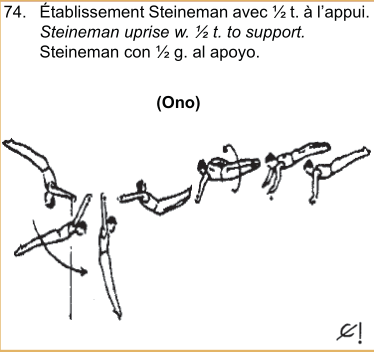 74. Établissement Steineman avec ½ t. à l'appui.
Steineman uprise w. ½ t. to support.
Steineman con ½ g. al apoyo.
(Ono)